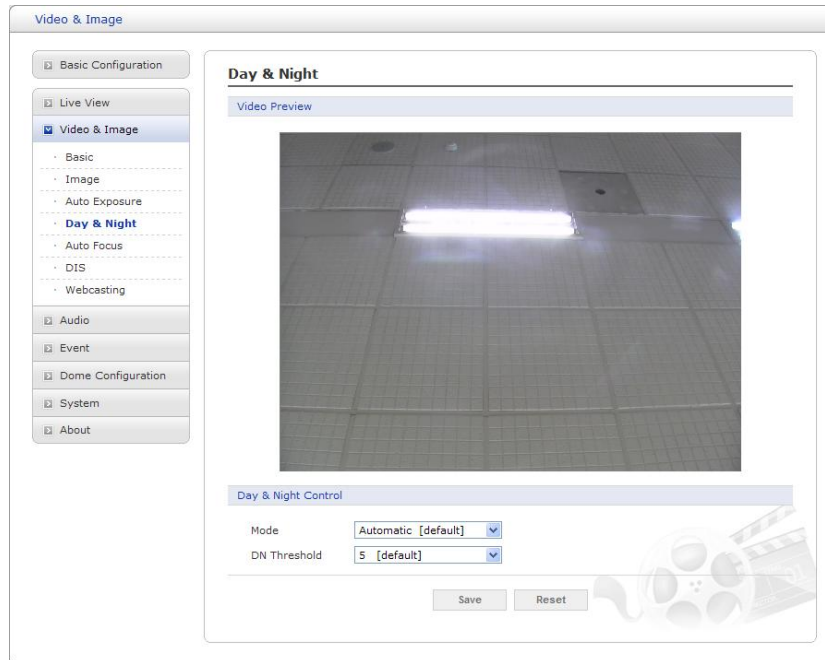 Video & Image
Basic Configuration
Live View
Video & Image
Basic
Image
Auto Exposure
Day & Night
Auto Focus
DIS
Webcasting
Audio
Event
Dome Configuration
System
About
Day & Night
Video Preview
Day & Night Control
Mode Automatic [default]
DN Threshold 5 [default]
Save Reset